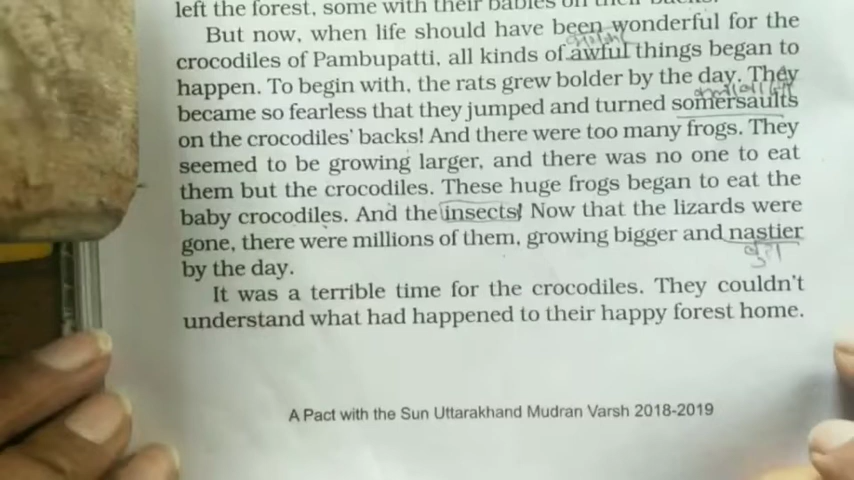 left the forest, some with their babies on their backs.
But now, when life should have been wonderful for the
crocodiles of Pambupatti, all kinds of awful things began to
happen. To begin with, the rats grew bolder by the day. They
became so fearless that they jumped and turned somersaults
on the crocodiles' backs! And there were too many frogs. They
seemed to be growing larger, and there was no one to eat
them but the crocodiles. These huge frogs began to eat the
baby crocodiles. And the insects! Now that the lizards were
gone, there were millions of them, growing bigger and nastier
by the day.
It was a terrible time for the crocodiles. They couldn't
understand what had happened to their happy forest home.
A Pact with the Sun Uttarakhand Mudran Varsh 2018-2019